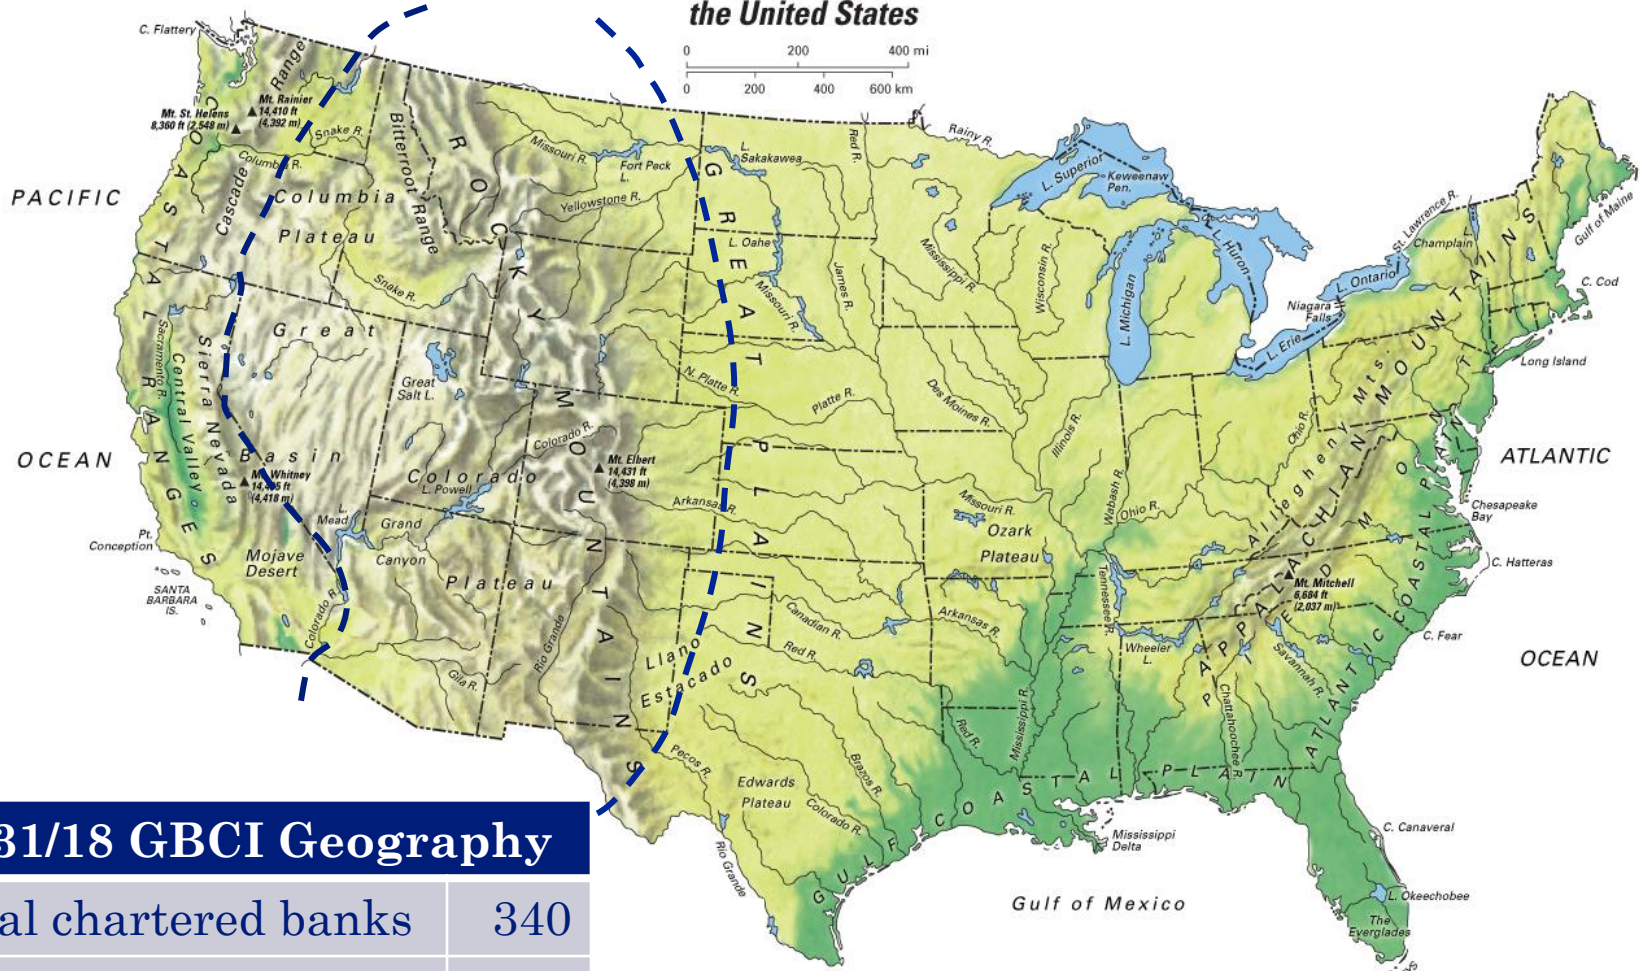 the United States
0 200 400 mi
0 200 400 600 km
C. Flattery
Cascade Range
Mt. Rainier
14,410 ft
(4,392 m)
Mt. St. Helens
8,360 ft (2,548 m)
Snake R.
Columbia R.
Columbia
Plateau
Bitterroot Range
ROCKY MOUNTAINS
Missouri R.
Fort Peck
L.
Yellowstone R.
Snake R.
PACIFIC
OCEAN
COASTAL RANGES
Sacramento R.
Central Valley
Sierra Nevada
Great
Basin
Great
Salt L.
Mt. Whitney
(4,418 m)
Pt.
Conception
SANTA
BARBARA
IS.
Mojave
Desert
L.
Mead
Grand
Canyon
Colorado R.
Colorado
Plateau
L. Powell
Colorado R.
Mt. Elbert
14,431 ft
(4,398 m)
Gila R.
Rio Grande
GREAT PLAINS
L.
Sakakawea
L. Oahe
Missouri R.
James R.
Red R.
Rainy R.
N. Platte R.
Platte R.
Arkansas R.
Llano
Estacado
Canadian R.
Red R.
Pecos R.
Edwards
Plateau
Colorado R.
Brazos R.
Rio Grande
Mississippi R.
Wisconsin R.
Des Moines R.
Illinois R.
Missouri R.
Ozark
Plateau
Arkansas R.
Red R.
Mississippi R.
L. Superior
Keweenaw
Pen.
L. Michigan
L. Huron
L. Erie
L. Ontario
Niagara
Falls
St. Lawrence R.
L.
Champlain
Gulf of Maine
C. Cod
Long Island
Wabash R.
Ohio R.
Ohio R.
Allegheny Mts.
APPALACHIAN MOUNTAINS
PIEDMONT
ATLANTIC COASTAL PLAIN
Tennessee R.
Wheeler
L.
Mt. Mitchell
6,684 ft
(2,037 m)
Savannah R.
Chattahoochee R.
ATLANTIC
OCEAN
Chesapeake
Bay
C. Hatteras
C. Fear
C. Canaveral
L. Okeechobee
The
Everglades
GULF COASTAL PLAIN
Mississippi
Delta
Gulf of Mexico
31/18 GBCI Geography
al chartered banks 340